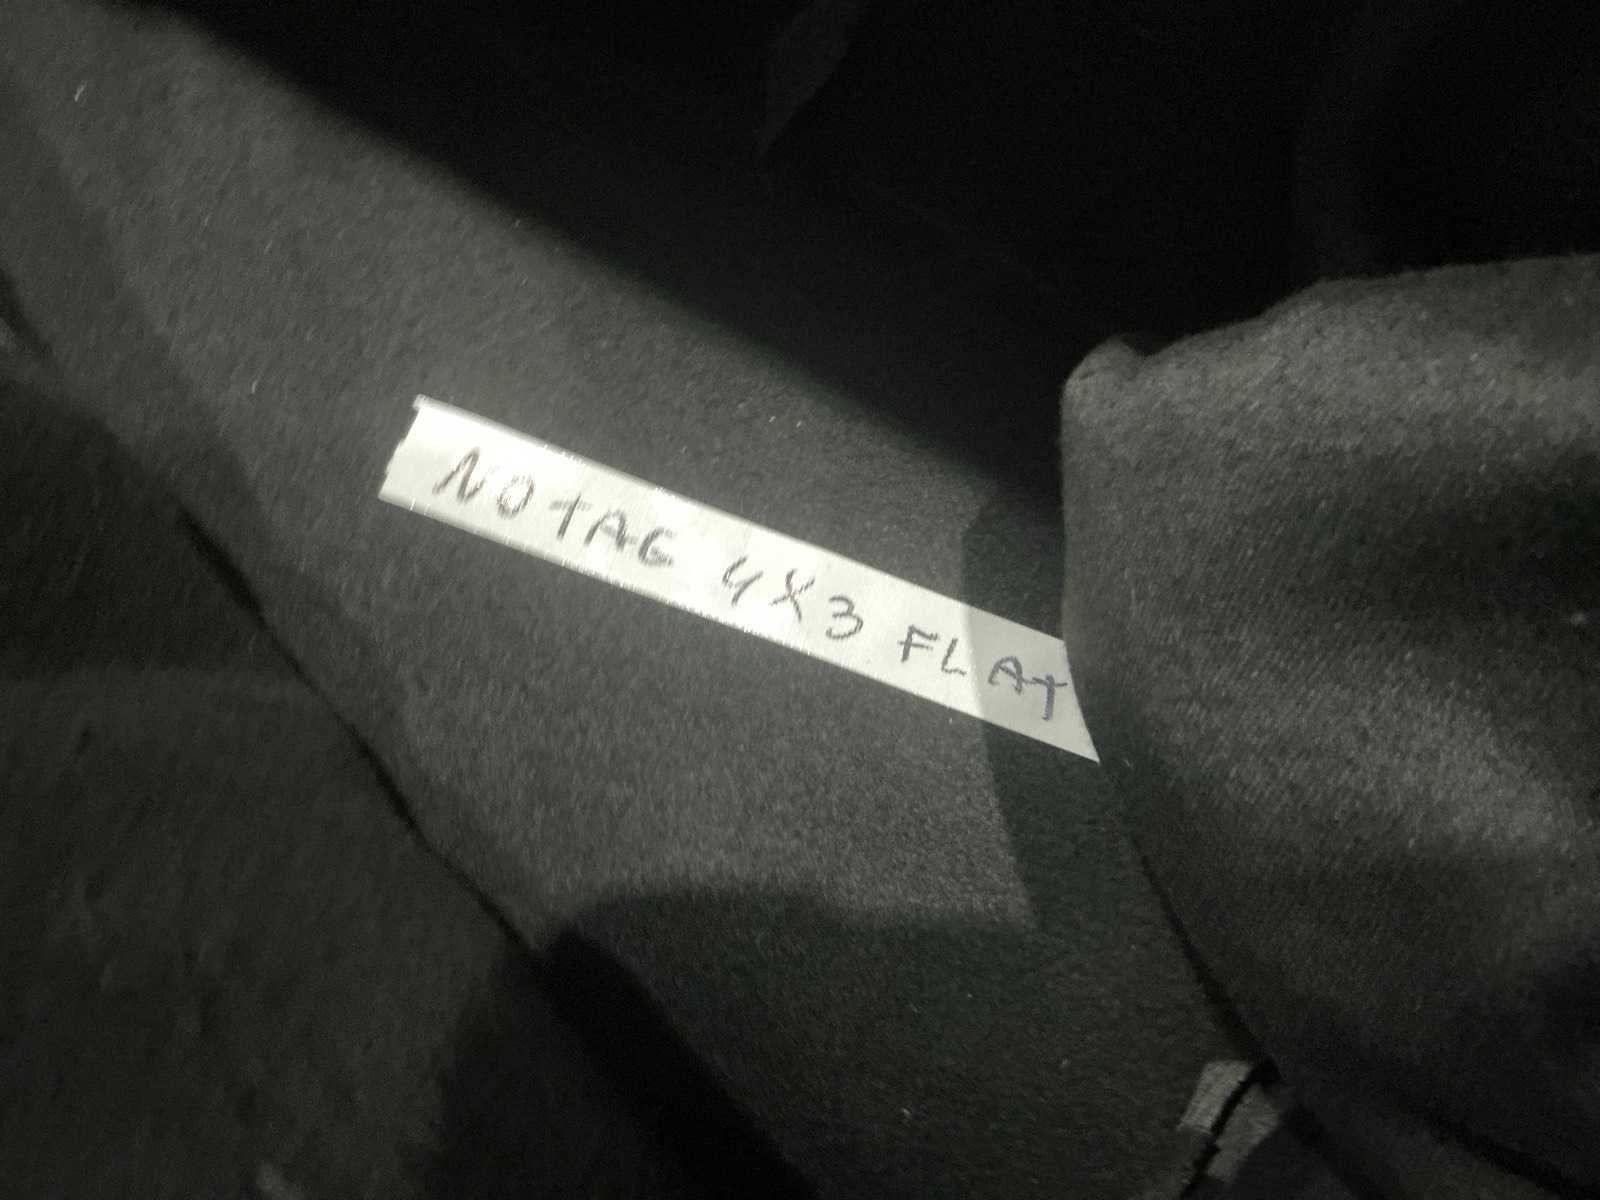 NO TAG 4X3 FLAT